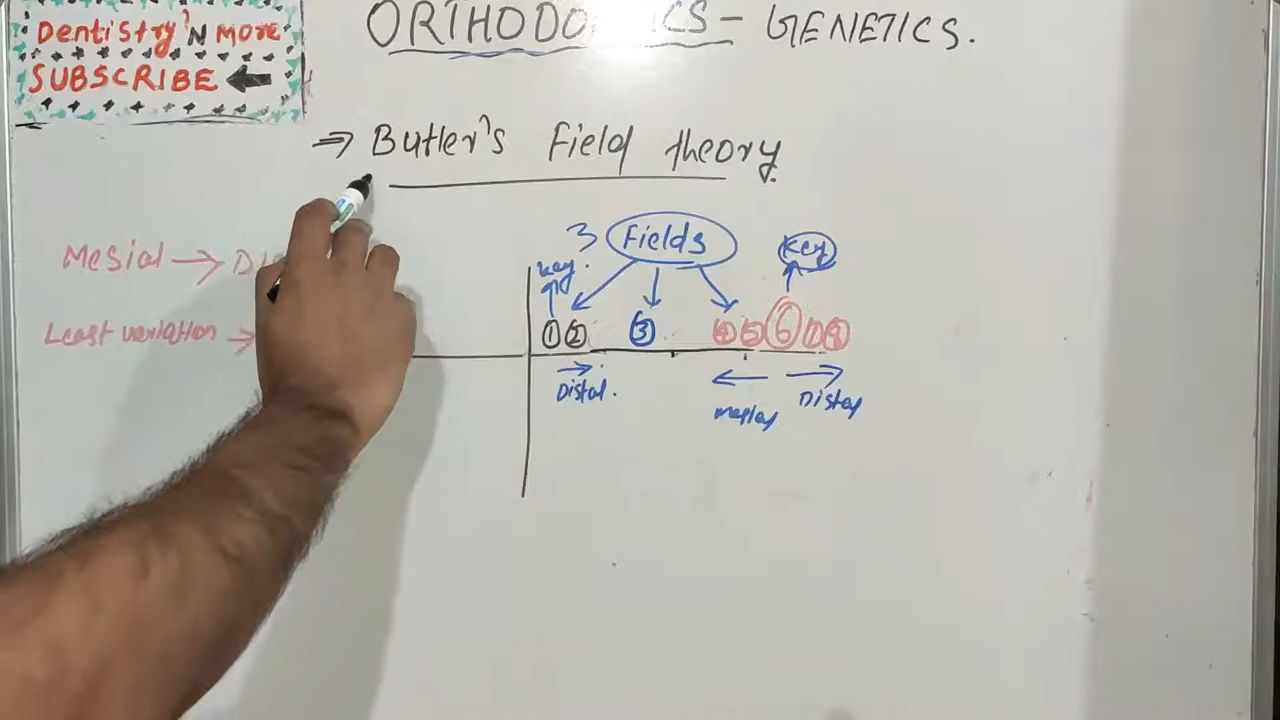 Dentistry'N MORE
SUBSCRIBE
ORTHODO CS - GENETICS.
⇒ Butler's Field theory.
3 Fields
key.
key
Mesial → D
Least variation →
1 2 3 4 5 6 7 8
Distal.
Mesial
Distal